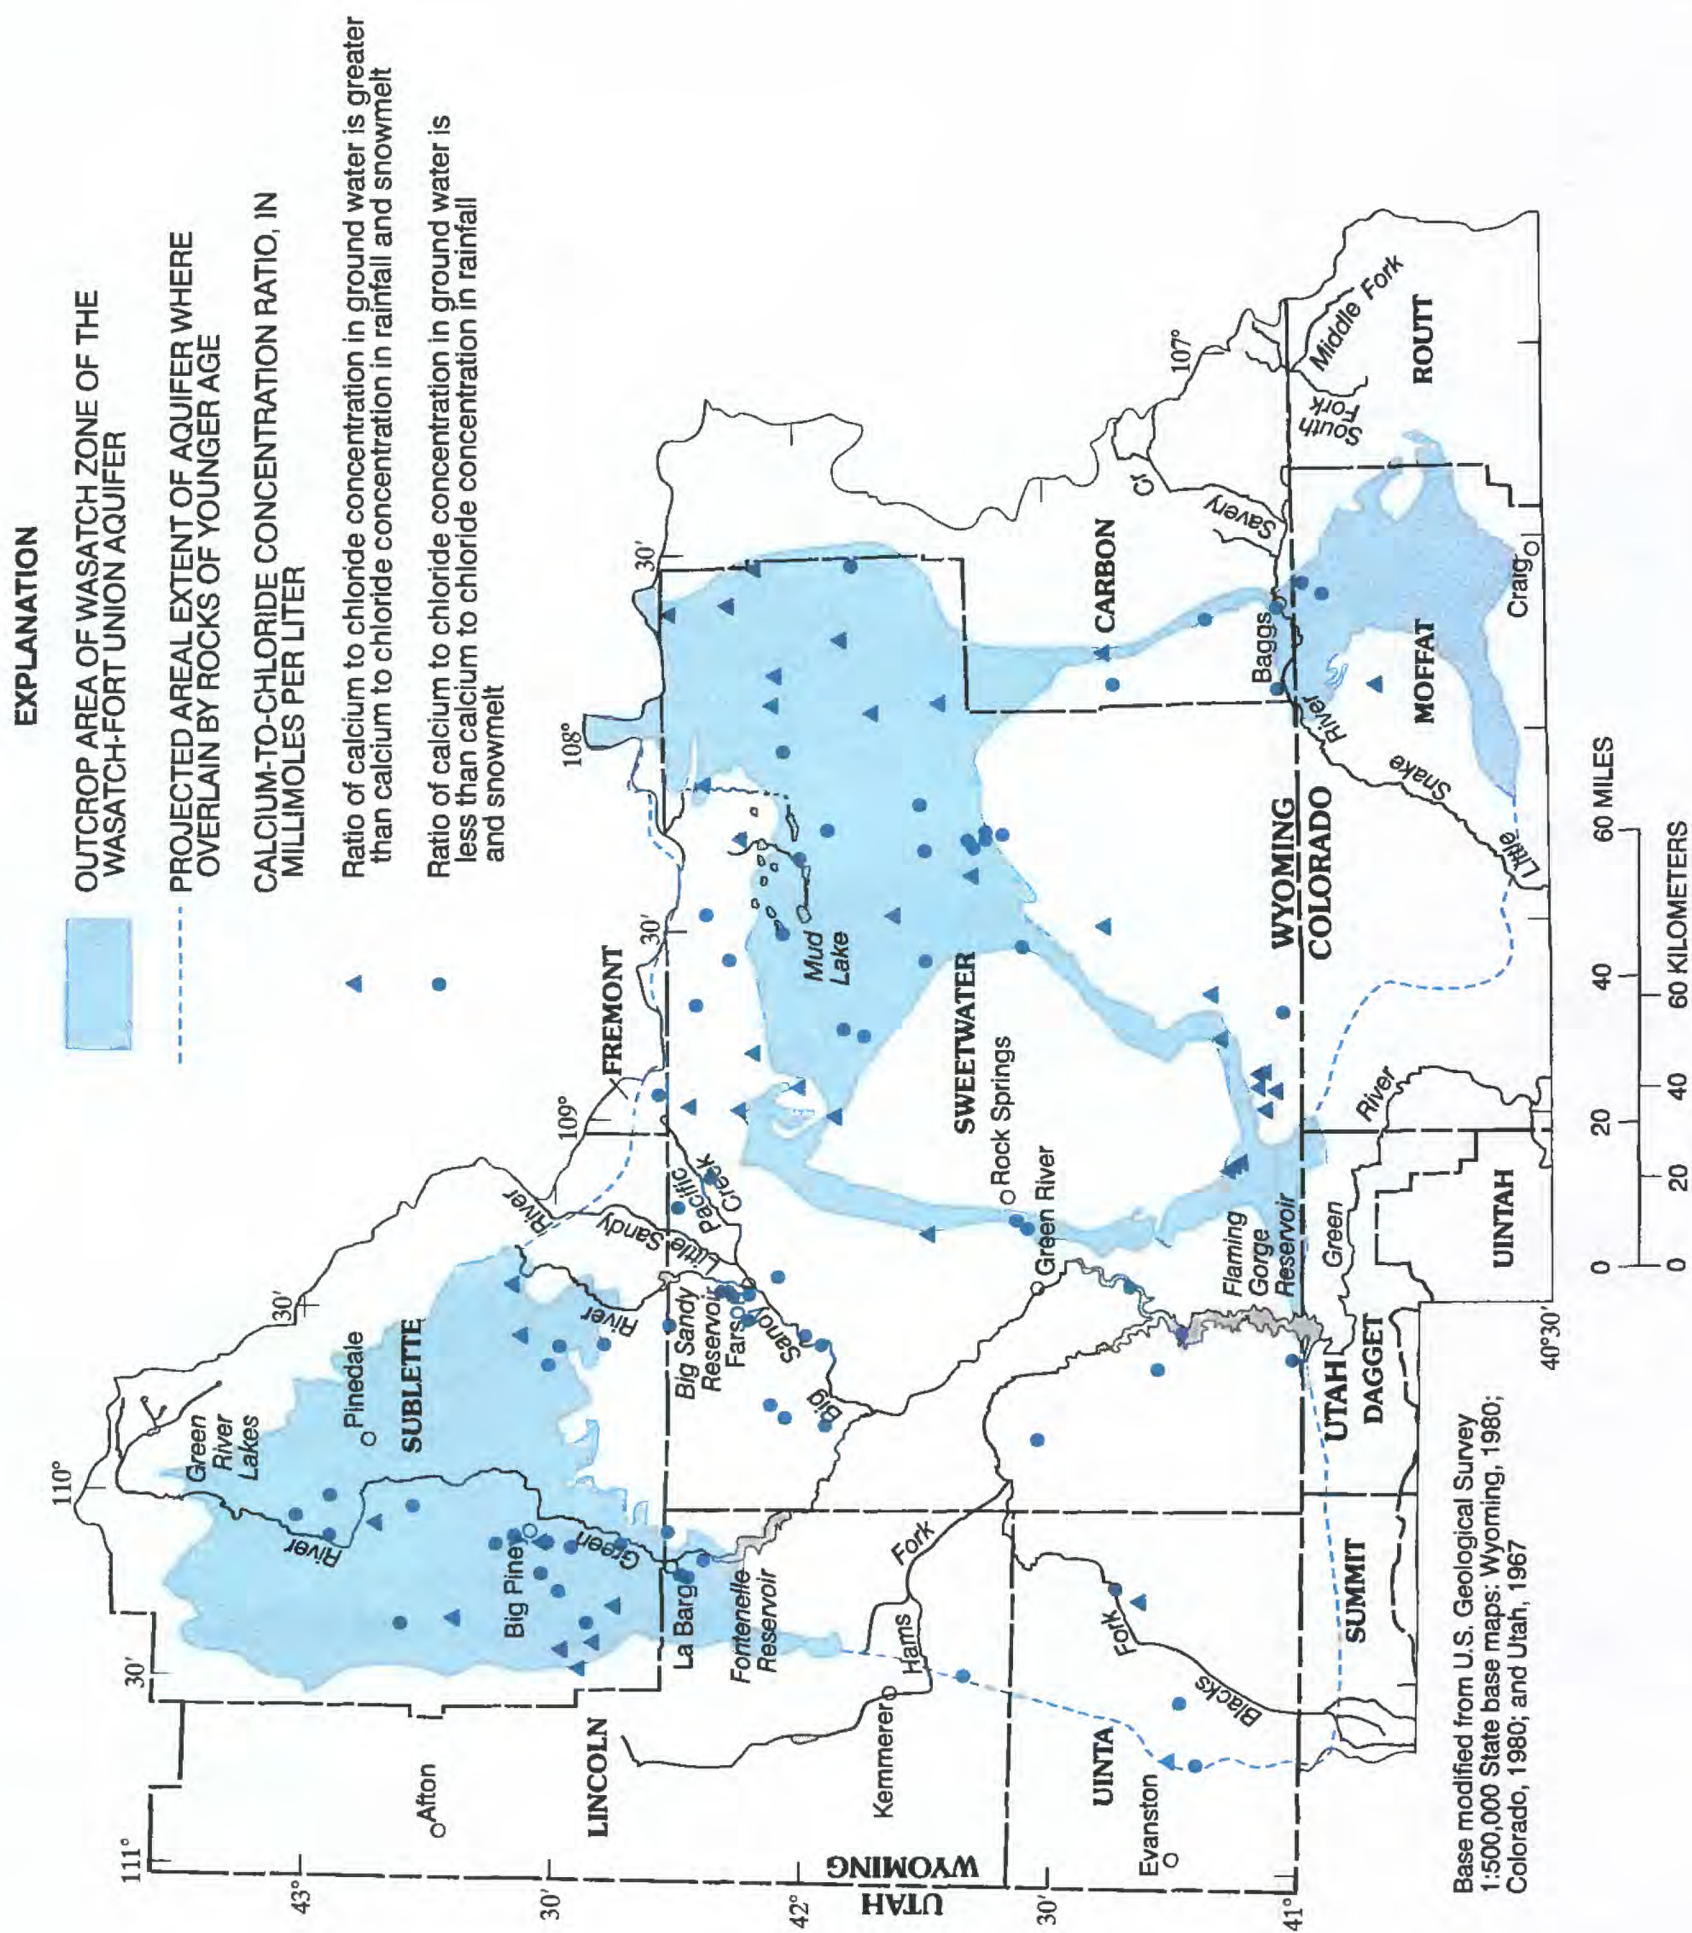 EXPLANATION
OUTCROP AREA OF WASATCH ZONE OF THE
WASATCH-FORT UNION AQUIFER
PROJECTED AREAL EXTENT OF AQUIFER WHERE
OVERLAIN BY ROCKS OF YOUNGER AGE
CALCIUM-TO-CHLORIDE CONCENTRATION RATIO, IN
MILLIMOLES PER LITER
Ratio of calcium to chloride concentration in ground water is greater
than calcium to chloride concentration in rainfall and snowmelt
Ratio of calcium to chloride concentration in ground water is
less than calcium to chloride concentration in rainfall
and snowmelt
111°
30'
110°
30'
109°
30'
108°
30'
107°
43°
30'
42°
30'
41°
40°30'
Green
River
Lakes
Pinedale
SUBLETTE
River
Green
Big Piney
La Barge
Fontenelle
Reservoir
Afton
LINCOLN
Kemmerer
Hams
Fork
WYOMING
UTAH
UINTA
Evanston
Blacks
Fork
SUMMIT
UTAH
DAGGET
UINTAH
River
River
Little Sandy
Pacific
Creek
Big Sandy
Reservoir
Farson
Big
Sandy
FREMONT
Mud
Lake
SWEETWATER
Rock Springs
Green River
Flaming
Gorge
Reservoir
Green
River
CARBON
Savery
Cr
Baggs
WYOMING
COLORADO
Little
Snake
River
MOFFAT
Craig
ROUTT
South
Fork
Middle Fork
0 20 40 60 MILES
0 20 40 60 KILOMETERS
Base modified from U.S. Geological Survey
1:500,000 State base maps: Wyoming, 1980;
Colorado, 1980; and Utah, 1967